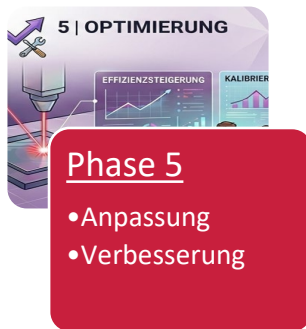 5 | OPTIMIERUNG
EFFIZIENZSTEIGERUNG
KALIBRIER
Phase 5
•Anpassung
•Verbesserung